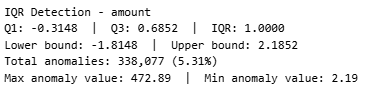 IQR Detection - amount
Q1: -0.3148  |  Q3: 0.6852  |  IQR: 1.0000
Lower bound: -1.8148  |  Upper bound: 2.1852
Total anomalies: 338,077 (5.31%)
Max anomaly value: 472.89  |  Min anomaly value: 2.19